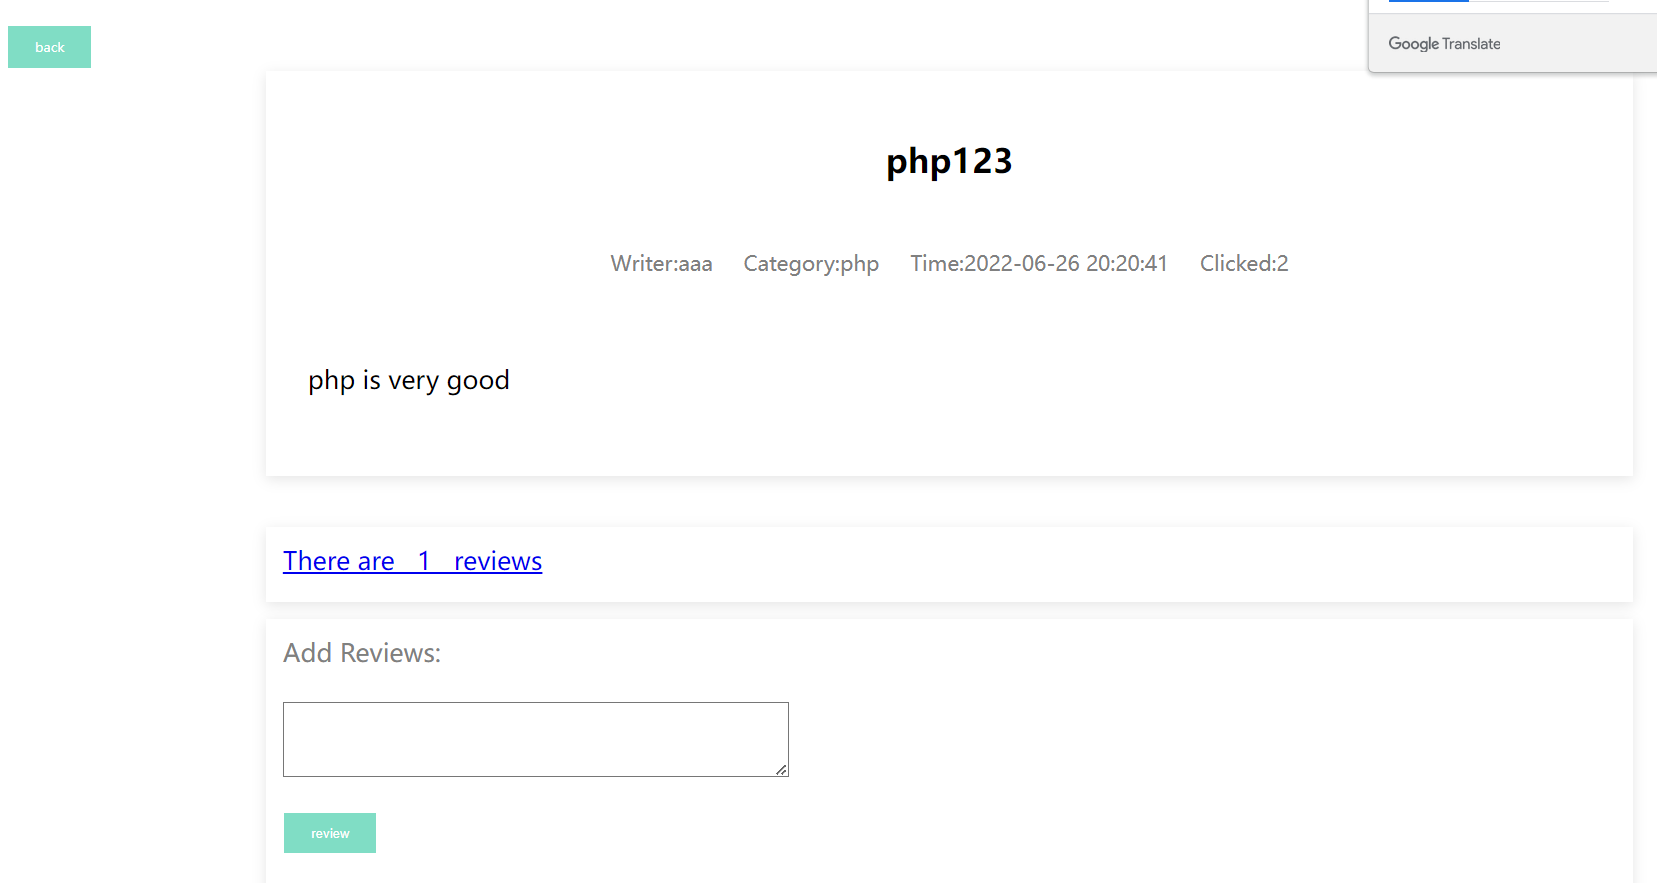 back
Google Translate
php123
Writer:aaa Category:php Time:2022-06-26 20:20:41 Clicked:2
php is very good
There are 1 reviews
Add Reviews:
review